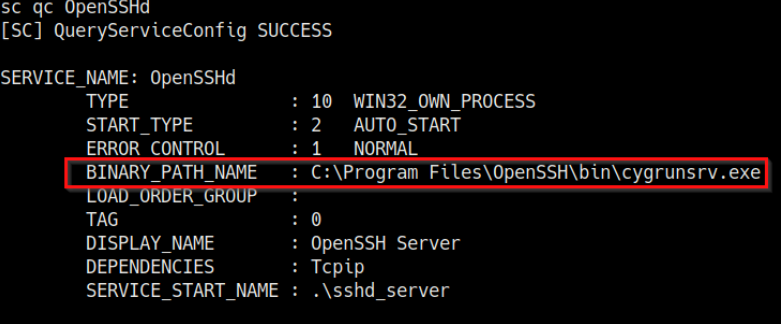 sc qc OpenSSHd
[SC] QueryServiceConfig SUCCESS
SERVICE_NAME: OpenSSHd
TYPE : 10 WIN32_OWN_PROCESS
START_TYPE : 2 AUTO_START
ERROR_CONTROL : 1 NORMAL
BINARY_PATH_NAME : C:\Program Files\OpenSSH\bin\cygrunsrv.exe
LOAD_ORDER_GROUP :
TAG : 0
DISPLAY_NAME : OpenSSH Server
DEPENDENCIES : Tcpip
SERVICE_START_NAME : .\sshd_server